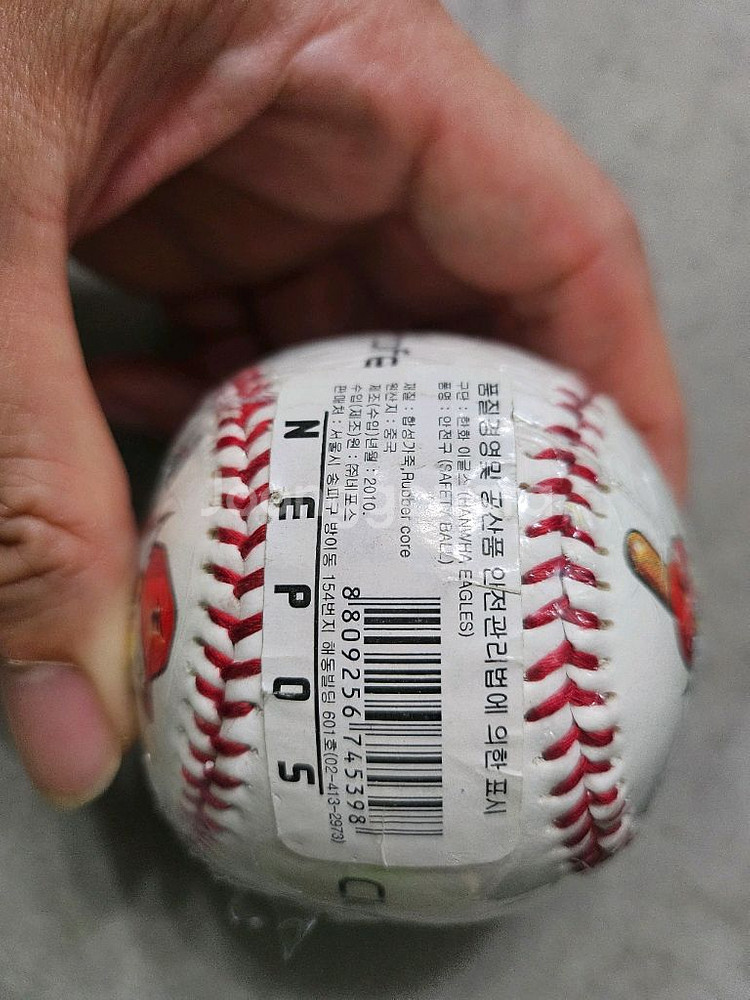 품질경영및 공산품 안전관리법에 의한 표시
구단 : 한화 이글스 (HANWHA EAGLES)
품명 : 안전구 (SAFETY BALL)
재질 : 합성가죽,Rubber core
원산지 : 중국
제조(수입)년월 : 2010.
수입(제조)원 : ㈜네포스
판매처 : 서울시 송파구 방이동 154번지 해동빌딩 601호(02-413-2973)
8 809256 745398
NEPOS